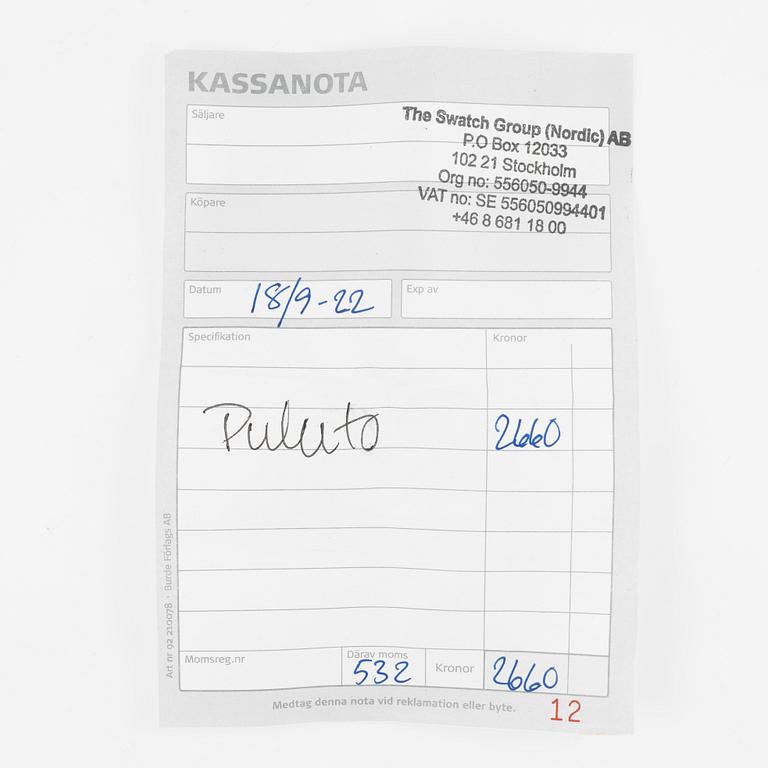 KASSANOTA
Säljare
The Swatch Group (Nordic) AB
P.O Box 12033
102 21 Stockholm
Org no: 556050-9944
VAT no: SE 556050994401
+46 8 681 18 00
Köpare
Datum 18/9-22 Exp av
Specifikation Kronor
Puluto 2660
Momsreg.nr Därav moms 532 Kronor 2660
Medtag denna nota vid reklamation eller byte. 12
Art nr 92 210078 · Burde Förlags AB